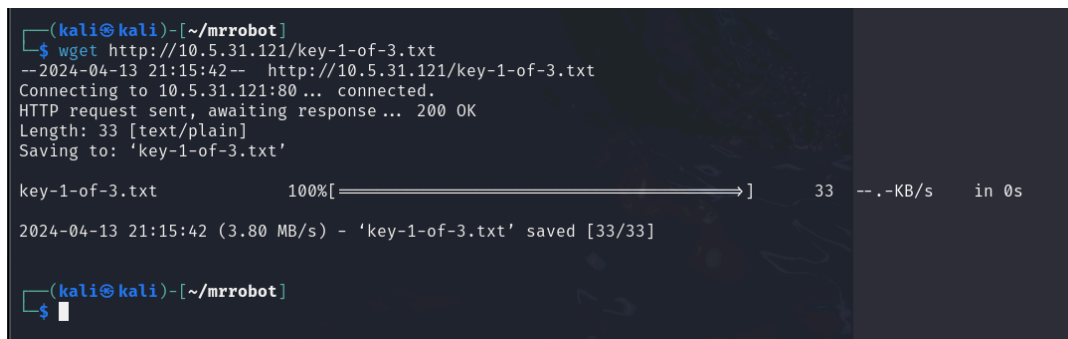 ┌──(kali㉿kali)-[~/mrrobot]
└─$ wget http://10.5.31.121/key-1-of-3.txt
--2024-04-13 21:15:42--  http://10.5.31.121/key-1-of-3.txt
Connecting to 10.5.31.121:80... connected.
HTTP request sent, awaiting response... 200 OK
Length: 33 [text/plain]
Saving to: ‘key-1-of-3.txt’
key-1-of-3.txt 100%[===================>] 33 --.-KB/s in 0s
2024-04-13 21:15:42 (3.80 MB/s) - ‘key-1-of-3.txt’ saved [33/33]
┌──(kali㉿kali)-[~/mrrobot]
└─$